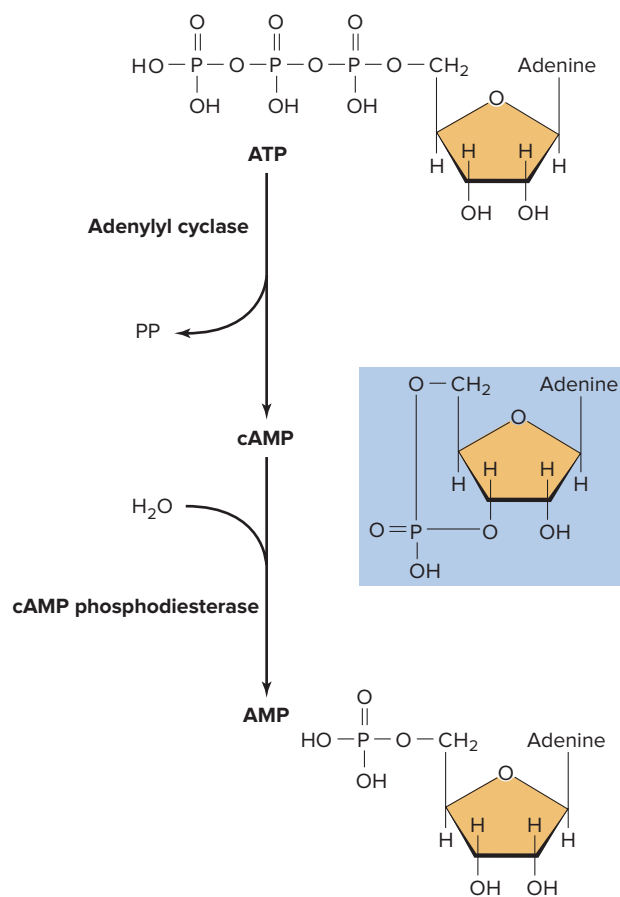 O O O
HO – P – O – P – O – P – O – CH₂ Adenine
OH OH OH O
H H H H
ATP
OH OH
Adenylyl cyclase
PP
O – CH₂ Adenine
O
cAMP
H H H H
H₂O
O = P O OH
OH
cAMP phosphodiesterase
O
AMP
HO – P – O – CH₂ Adenine
OH O
H H H H
OH OH